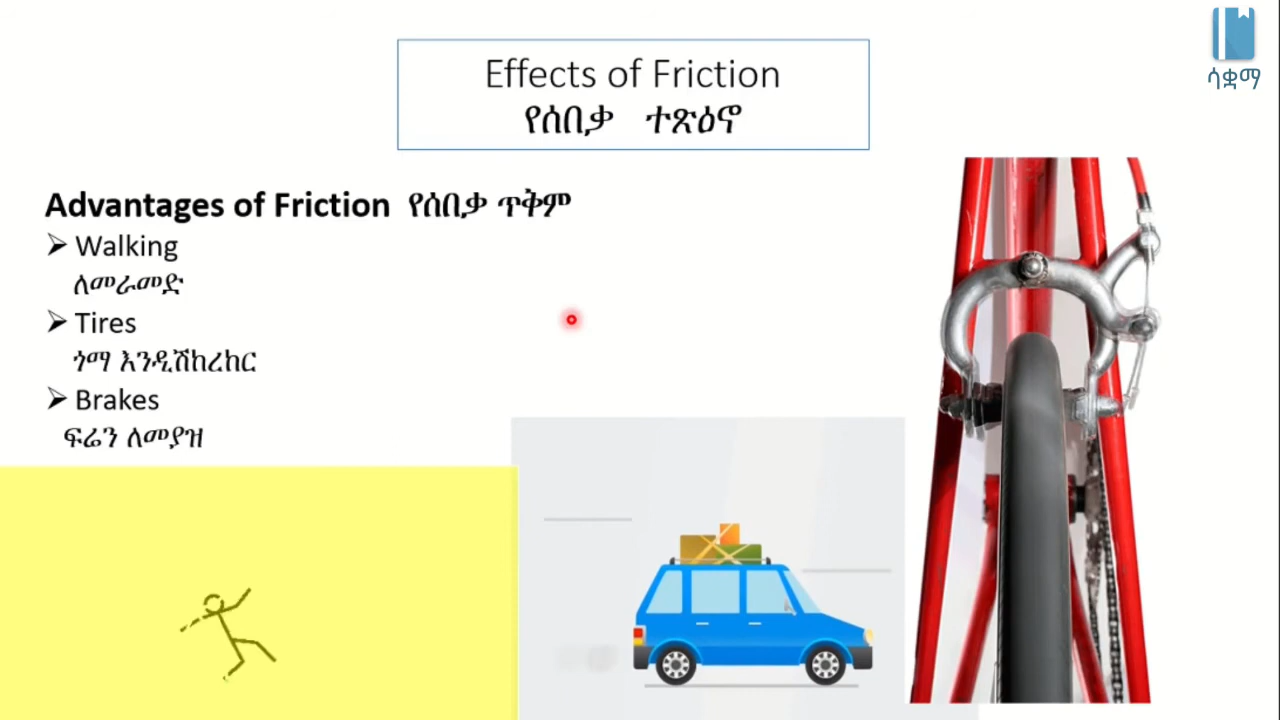 ሳቋማ
Effects of Friction
የሰበቃ ተጽዕኖ
Advantages of Friction የሰበቃ ጥቅም
➢ Walking
ለመራመድ
➢ Tires
ጎማ እንዲሽከረከር
➢ Brakes
ፍሬን ለመያዝ